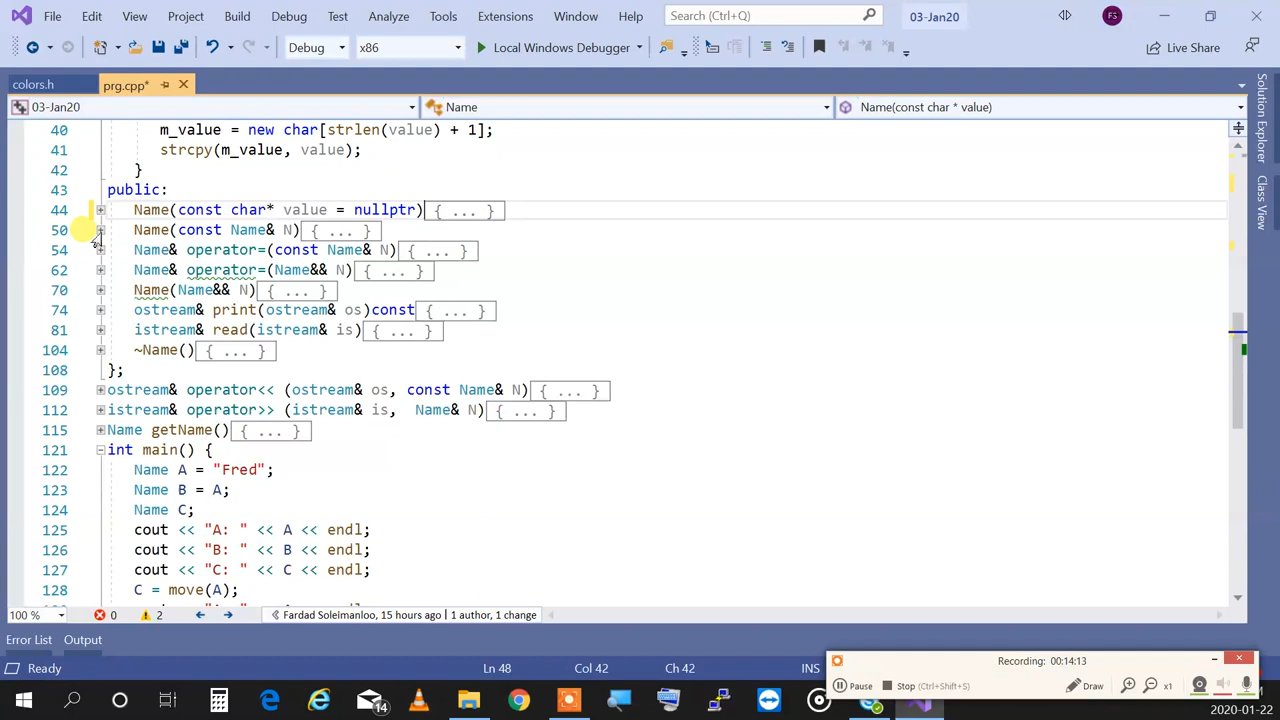 File Edit View Project Build Debug Test Analyze Tools Extensions Window Help Search (Ctrl+Q) 03-Jan20 FS
Debug x86 Local Windows Debugger Live Share
colors.h prg.cpp*
03-Jan20 Name Name(const char * value)
40 m_value = new char[strlen(value) + 1];
41 strcpy(m_value, value);
42 }
43 public:
44 Name(const char* value = nullptr){ ... }
50 Name(const Name& N){ ... }
54 Name& operator=(const Name& N){ ... }
62 Name& operator=(Name&& N){ ... }
70 Name(Name&& N){ ... }
74 ostream& print(ostream& os)const{ ... }
81 istream& read(istream& is){ ... }
104 ~Name(){ ... }
108 };
109 ostream& operator<< (ostream& os, const Name& N){ ... }
112 istream& operator>> (istream& is,  Name& N){ ... }
115 Name getName(){ ... }
121 int main() {
122 Name A = "Fred";
123 Name B = A;
124 Name C;
125 cout << "A: " << A << endl;
126 cout << "B: " << B << endl;
127 cout << "C: " << C << endl;
128 C = move(A);
100 % 0 2 Fardad Soleimanloo, 15 hours ago | 1 author, 1 change
Error List Output
Ready Ln 48 Col 42 Ch 42 INS
Solution Explorer
Class View
Recording: 00:14:13
Pause Stop (Ctrl+Shift+S) Draw x1
14
2020-01-22